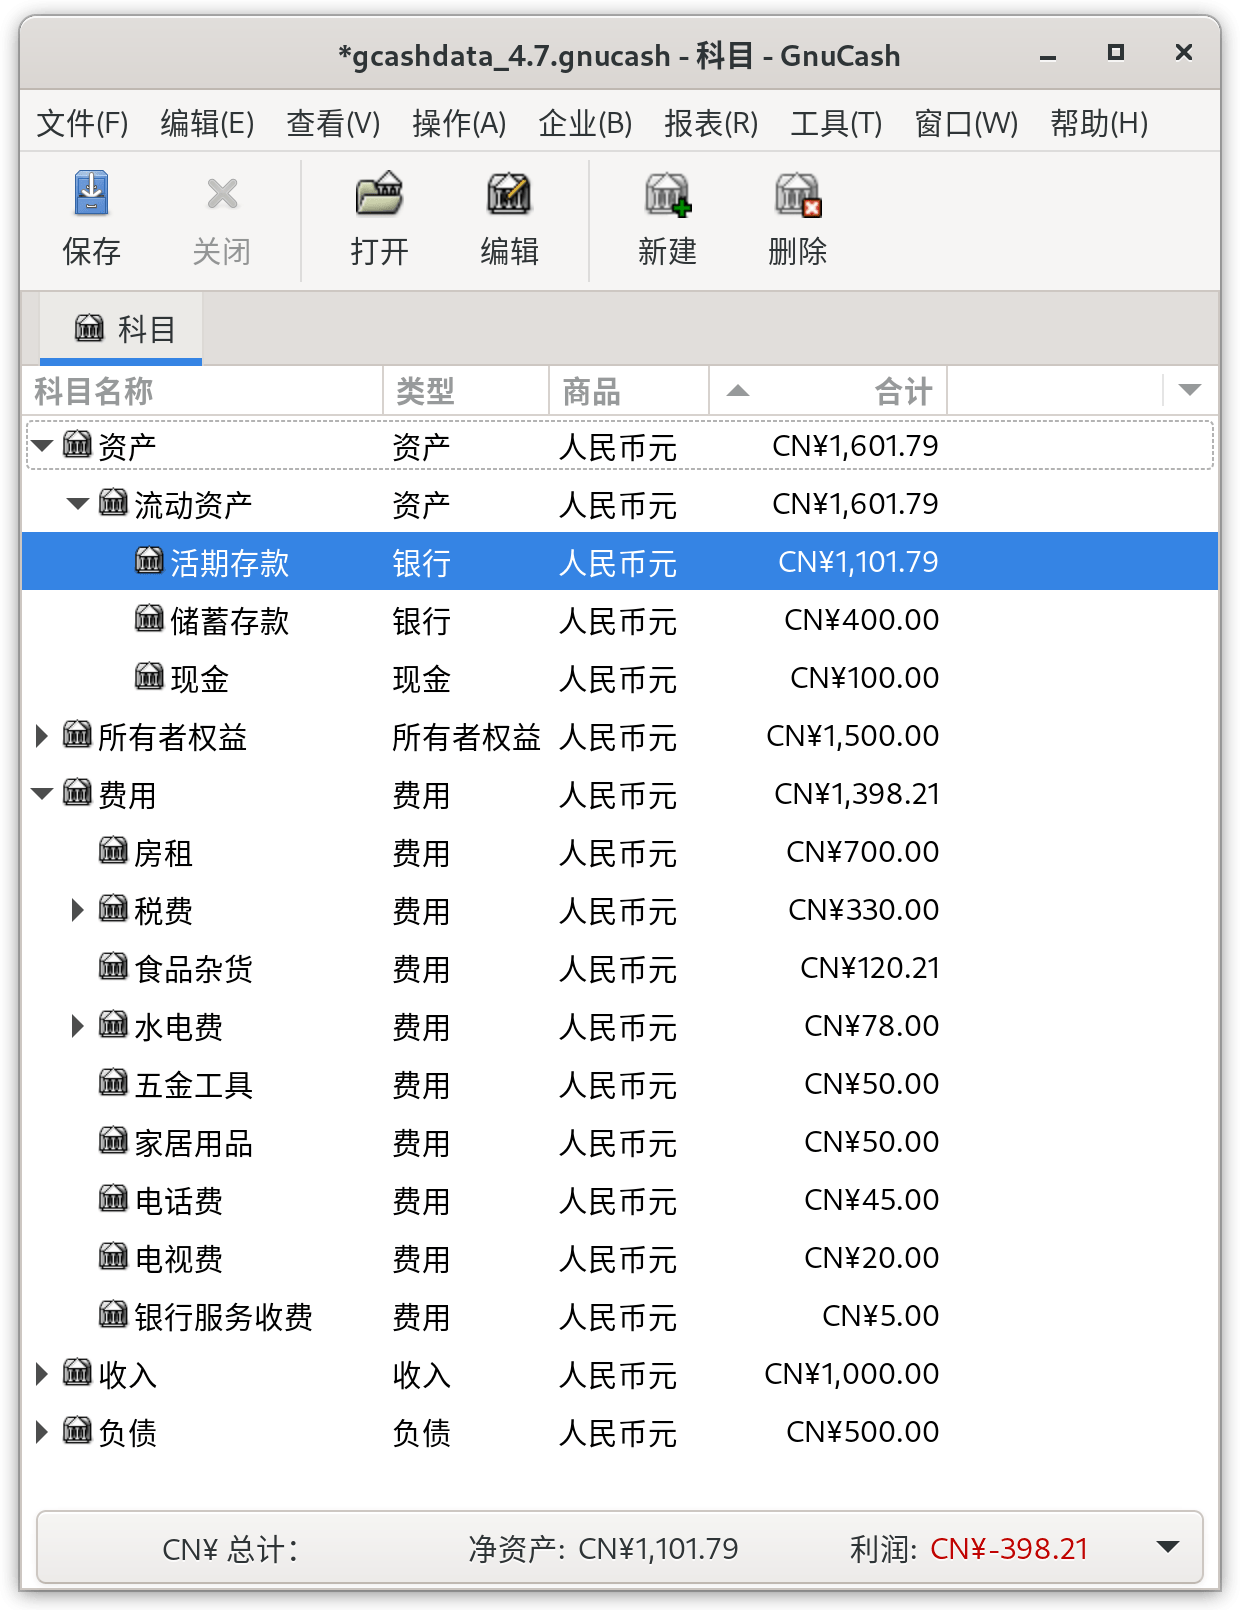 *gcashdata_4.7.gnucash - 科目 - GnuCash
文件(F) 编辑(E) 查看(V) 操作(A) 企业(B) 报表(R) 工具(T) 窗口(W) 帮助(H)
保存 关闭 打开 编辑 新建 删除
科目
科目名称 类型 商品 合计
资产 资产 人民币元 CN¥1,601.79
流动资产 资产 人民币元 CN¥1,601.79
活期存款 银行 人民币元 CN¥1,101.79
储蓄存款 银行 人民币元 CN¥400.00
现金 现金 人民币元 CN¥100.00
所有者权益 所有者权益 人民币元 CN¥1,500.00
费用 费用 人民币元 CN¥1,398.21
房租 费用 人民币元 CN¥700.00
税费 费用 人民币元 CN¥330.00
食品杂货 费用 人民币元 CN¥120.21
水电费 费用 人民币元 CN¥78.00
五金工具 费用 人民币元 CN¥50.00
家居用品 费用 人民币元 CN¥50.00
电话费 费用 人民币元 CN¥45.00
电视费 费用 人民币元 CN¥20.00
银行服务收费 费用 人民币元 CN¥5.00
收入 收入 人民币元 CN¥1,000.00
负债 负债 人民币元 CN¥500.00
CN¥ 总计： 净资产: CN¥1,101.79 利润: CN¥-398.21